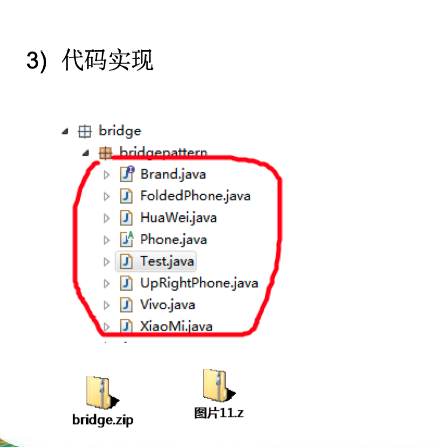 3) 代码实现
bridge
bridgepattern
Brand.java
FoldedPhone.java
HuaWei.java
Phone.java
Test.java
UpRightPhone.java
Vivo.java
XiaoMi.java
bridge.zip
图片11.z